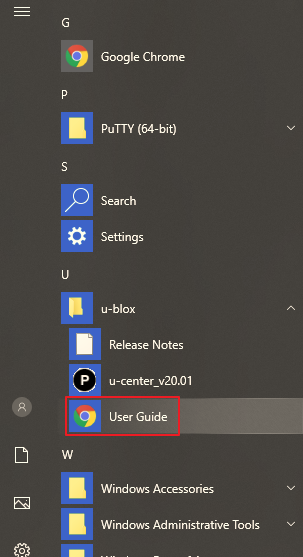 G
Google Chrome
P
PuTTY (64-bit)
S
Search
Settings
U
u-blox
Release Notes
P
u-center_v20.01
User Guide
W
Windows Accessories
Windows Administrative Tools